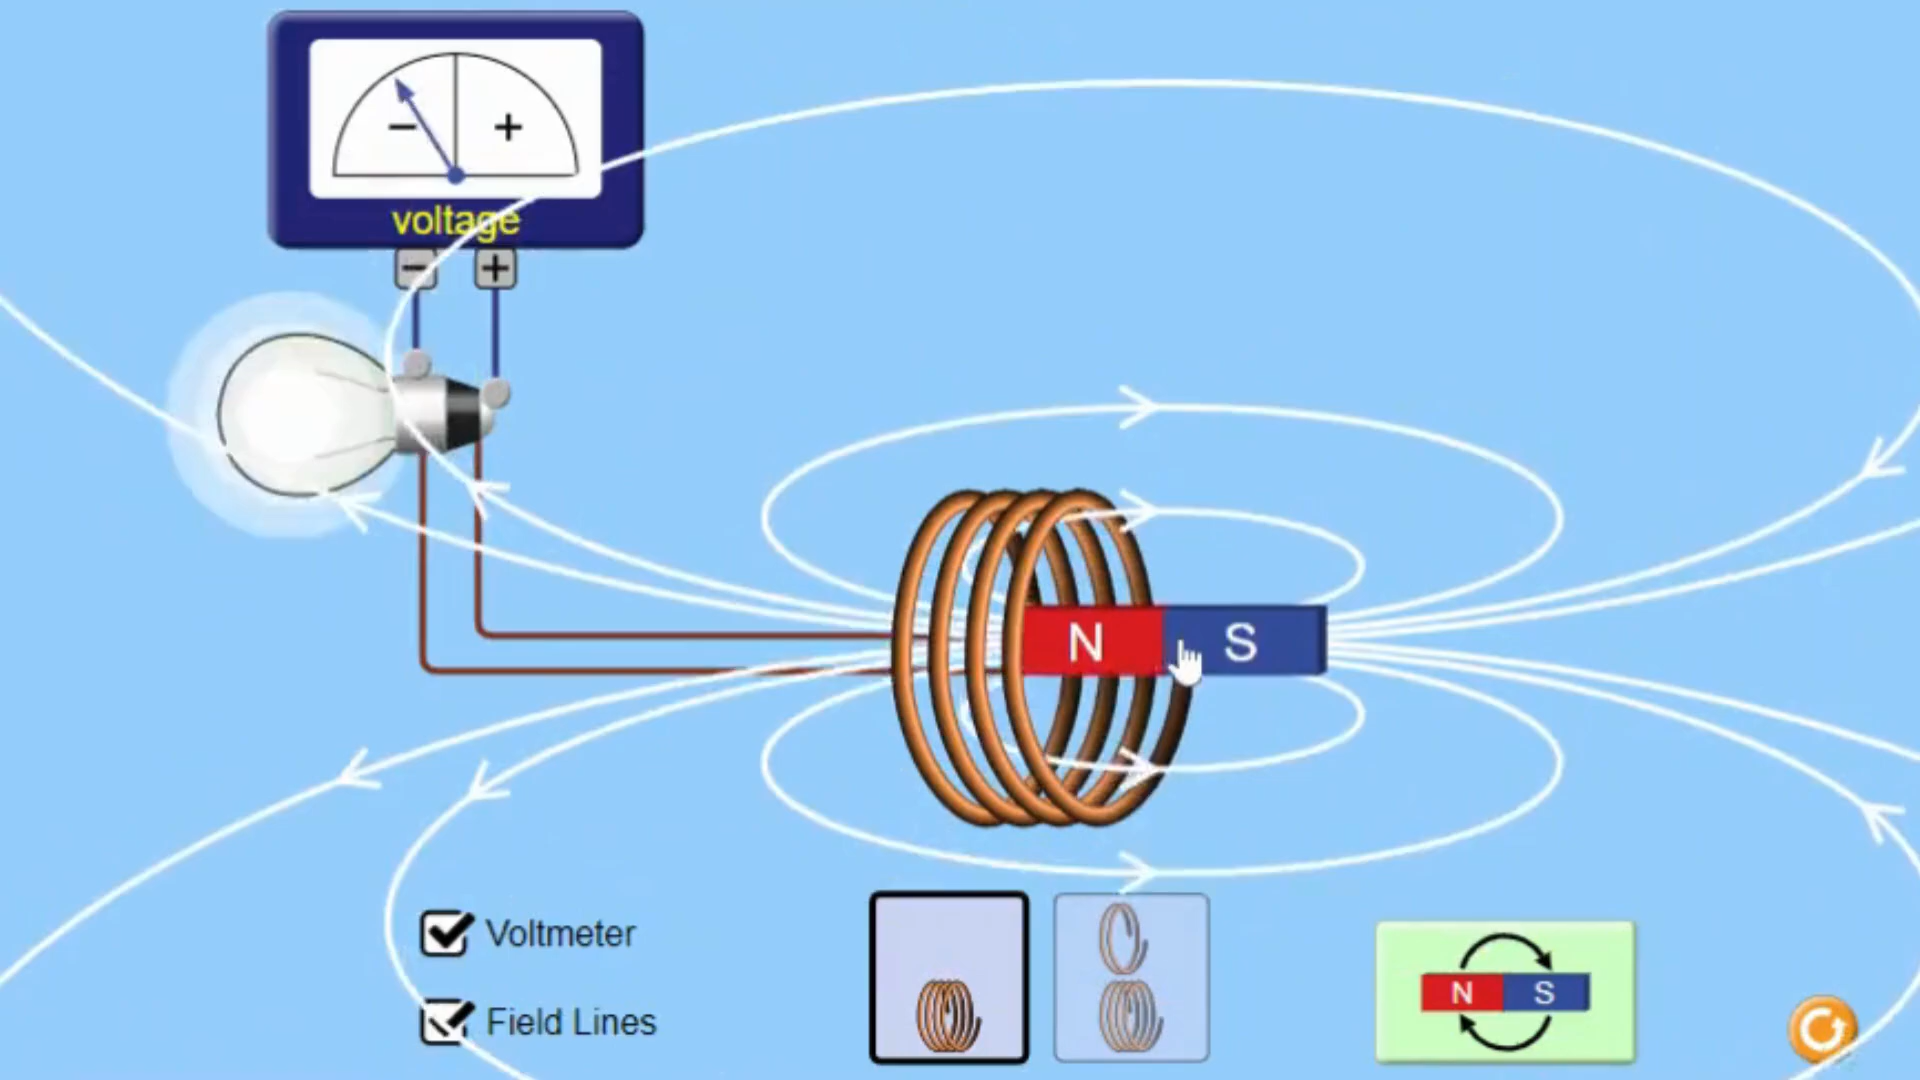 − +
voltage
− +
N S
Voltmeter
Field Lines
N S